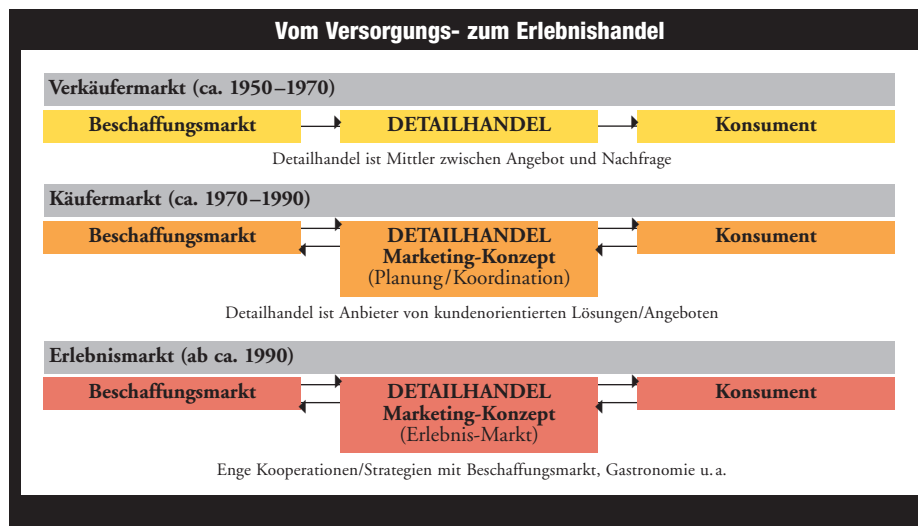 Vom Versorgungs- zum Erlebnishandel
Verkäufermarkt (ca. 1950–1970)
Beschaffungsmarkt DETAILHANDEL Konsument
Detailhandel ist Mittler zwischen Angebot und Nachfrage
Käufermarkt (ca. 1970–1990)
Beschaffungsmarkt DETAILHANDEL Konsument
Marketing-Konzept
(Planung/Koordination)
Detailhandel ist Anbieter von kundenorientierten Lösungen/Angeboten
Erlebnismarkt (ab ca. 1990)
Beschaffungsmarkt DETAILHANDEL Konsument
Marketing-Konzept
(Erlebnis-Markt)
Enge Kooperationen/Strategien mit Beschaffungsmarkt, Gastronomie u. a.